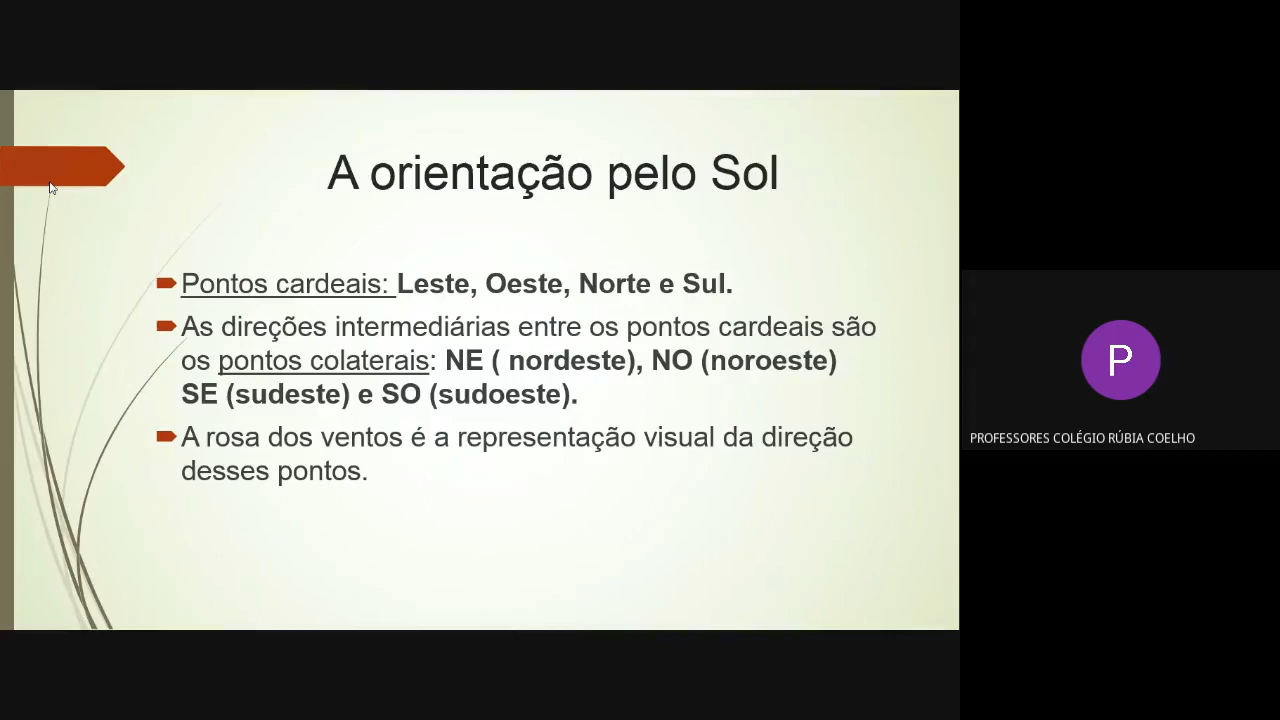 A orientação pelo Sol
Pontos cardeais: Leste, Oeste, Norte e Sul.
As direções intermediárias entre os pontos cardeais são
os pontos colaterais: NE ( nordeste), NO (noroeste)
SE (sudeste) e SO (sudoeste).
A rosa dos ventos é a representação visual da direção
desses pontos.
P
PROFESSORES COLÉGIO RÚBIA COELHO